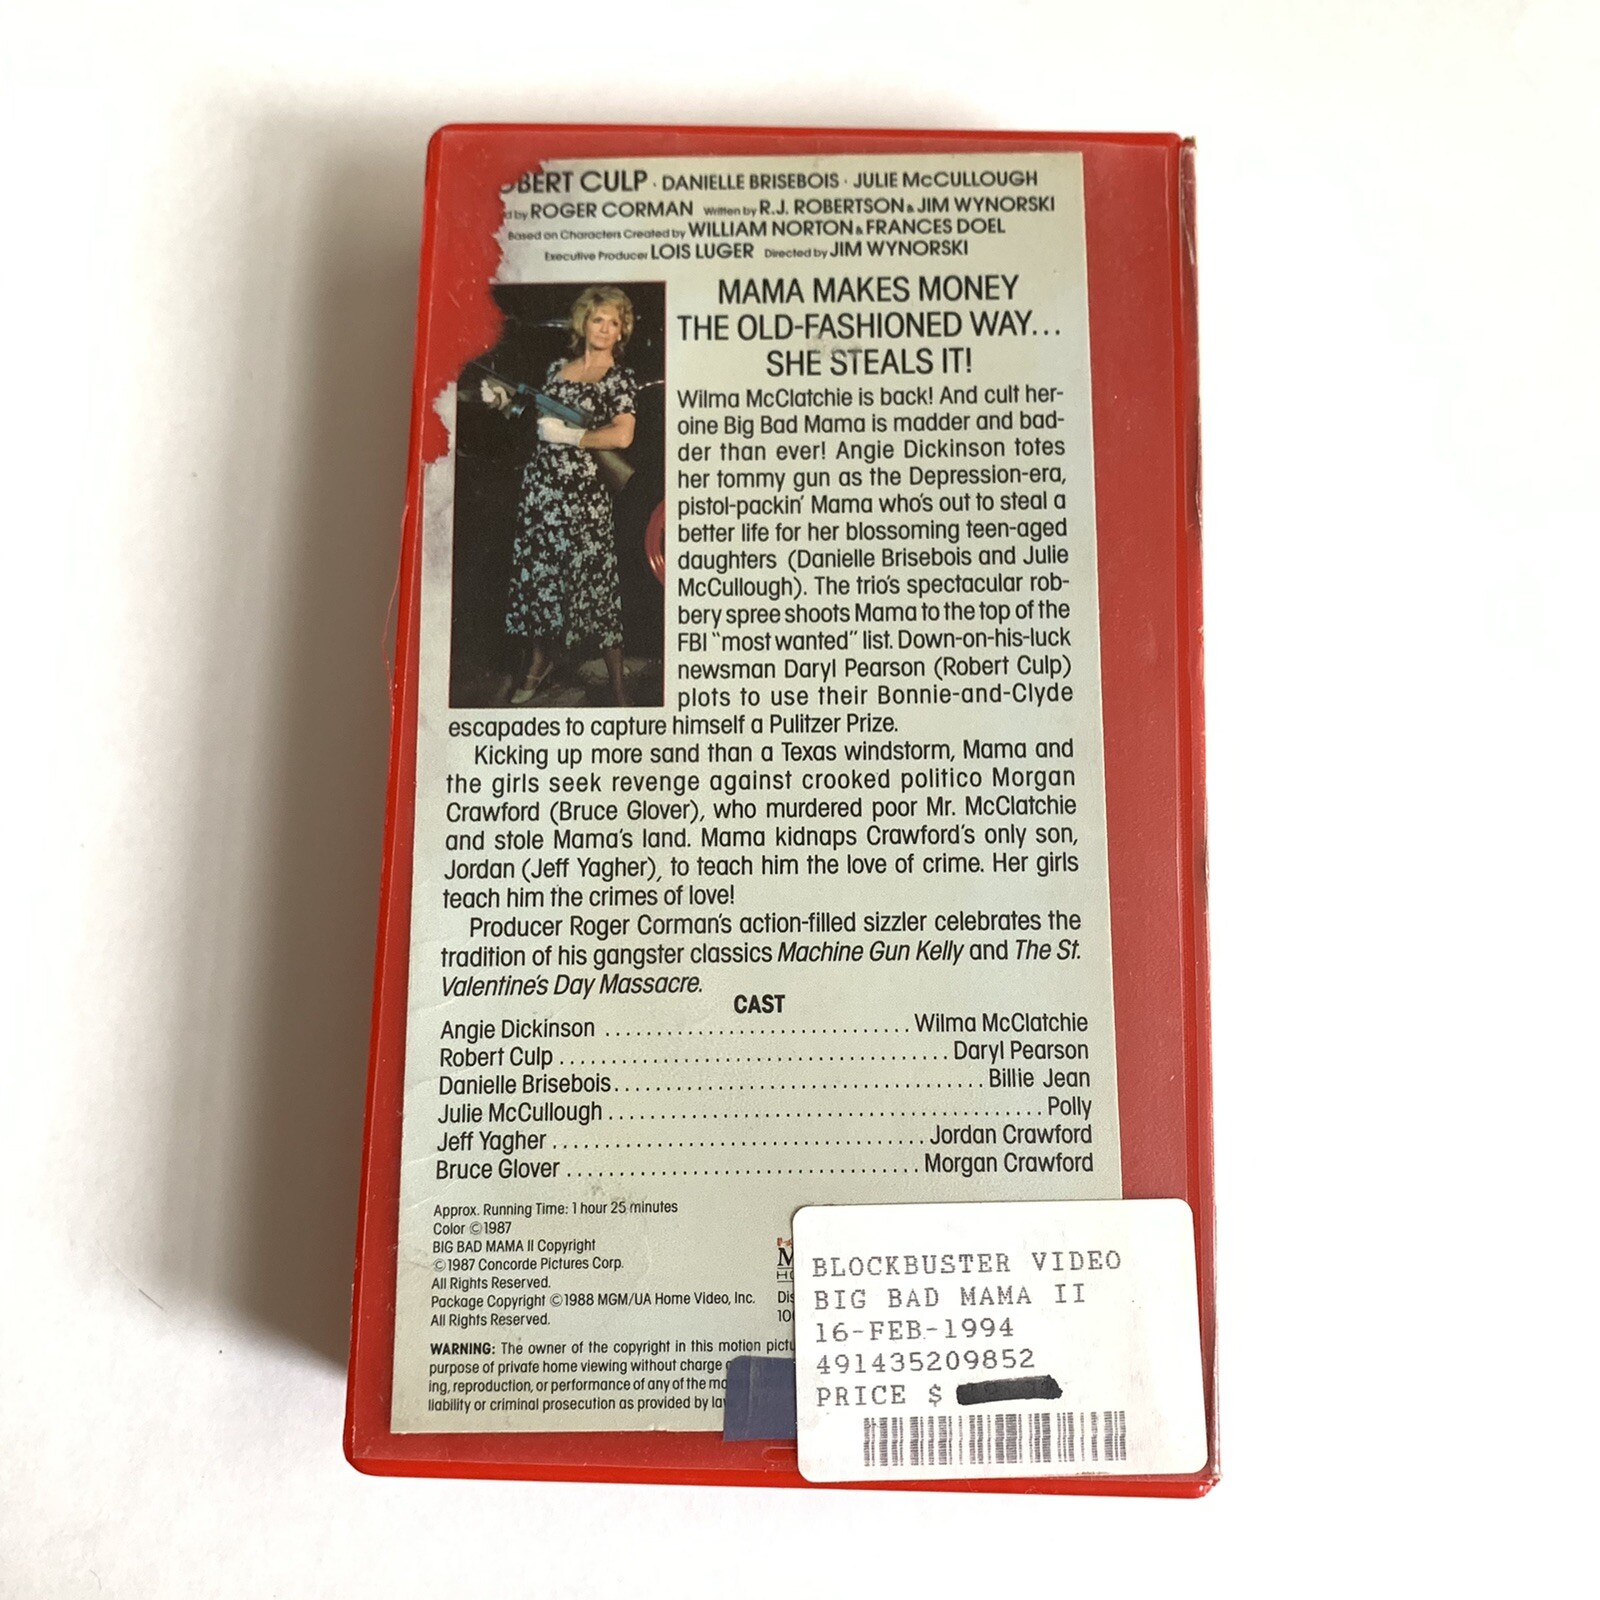 OBERT CULP · DANIELLE BRISEBOIS · JULIE McCULLOUGH
by ROGER CORMAN Written by R.J. ROBERTSON & JIM WYNORSKI
Based on Characters Created by WILLIAM NORTON & FRANCES DOEL
Executive Producer LOIS LUGER Directed by JIM WYNORSKI
MAMA MAKES MONEY
THE OLD-FASHIONED WAY...
SHE STEALS IT!
Wilma McClatchie is back! And cult her-
oine Big Bad Mama is madder and bad-
der than ever! Angie Dickinson totes
her tommy gun as the Depression-era,
pistol-packin' Mama who's out to steal a
better life for her blossoming teen-aged
daughters (Danielle Brisebois and Julie
McCullough). The trio's spectacular rob-
bery spree shoots Mama to the top of the
FBI "most wanted" list. Down-on-his-luck
newsman Daryl Pearson (Robert Culp)
plots to use their Bonnie-and-Clyde
escapades to capture himself a Pulitzer Prize.
Kicking up more sand than a Texas windstorm, Mama and
the girls seek revenge against crooked politico Morgan
Crawford (Bruce Glover), who murdered poor Mr. McClatchie
and stole Mama's land. Mama kidnaps Crawford's only son,
Jordan (Jeff Yagher), to teach him the love of crime. Her girls
teach him the crimes of love!
Producer Roger Corman's action-filled sizzler celebrates the
tradition of his gangster classics Machine Gun Kelly and The St.
Valentine's Day Massacre.
CAST
Angie Dickinson ............................. Wilma McClatchie
Robert Culp ..................................... Daryl Pearson
Danielle Brisebois ................................... Billie Jean
Julie McCullough ......................................... Polly
Jeff Yagher ................................... Jordan Crawford
Bruce Glover ................................. Morgan Crawford
Approx. Running Time: 1 hour 25 minutes
Color ©1987
BIG BAD MAMA II Copyright
©1987 Concorde Pictures Corp.
All Rights Reserved.
Package Copyright ©1988 MGM/UA Home Video, Inc.
All Rights Reserved.
WARNING: The owner of the copyright in this motion pictu
purpose of private home viewing without charge
ing, reproduction, or performance of any of the ma
liability or criminal prosecution as provided by la
M
HO
Dis
10
BLOCKBUSTER VIDEO
BIG BAD MAMA II
16-FEB-1994
491435209852
PRICE $